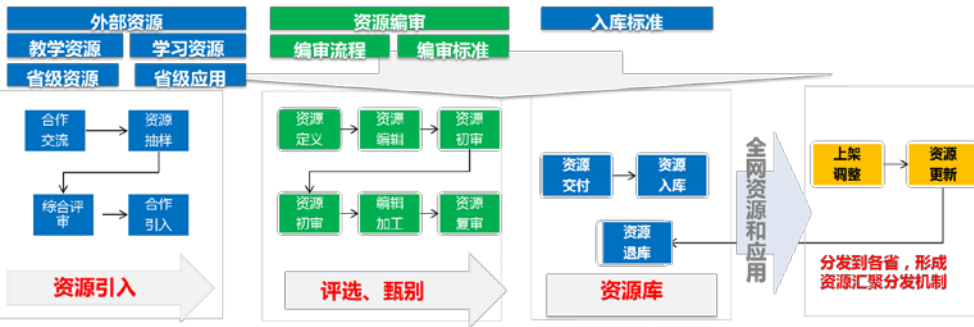 外部资源
教学资源
学习资源
省级资源
省级应用
资源编审
编审流程
编审标准
入库标准
合作
交流
资源
抽样
综合评
审
合作
引入
资源引入
资源
定义
资源
编辑
资源
初审
资源
初审
编辑
加工
资源
复审
评选、甄别
资源
交付
资源
入库
资源
退库
资源库
全网资源和应用
上架
调整
资源
更新
分发到各省，形成
资源汇聚分发机制